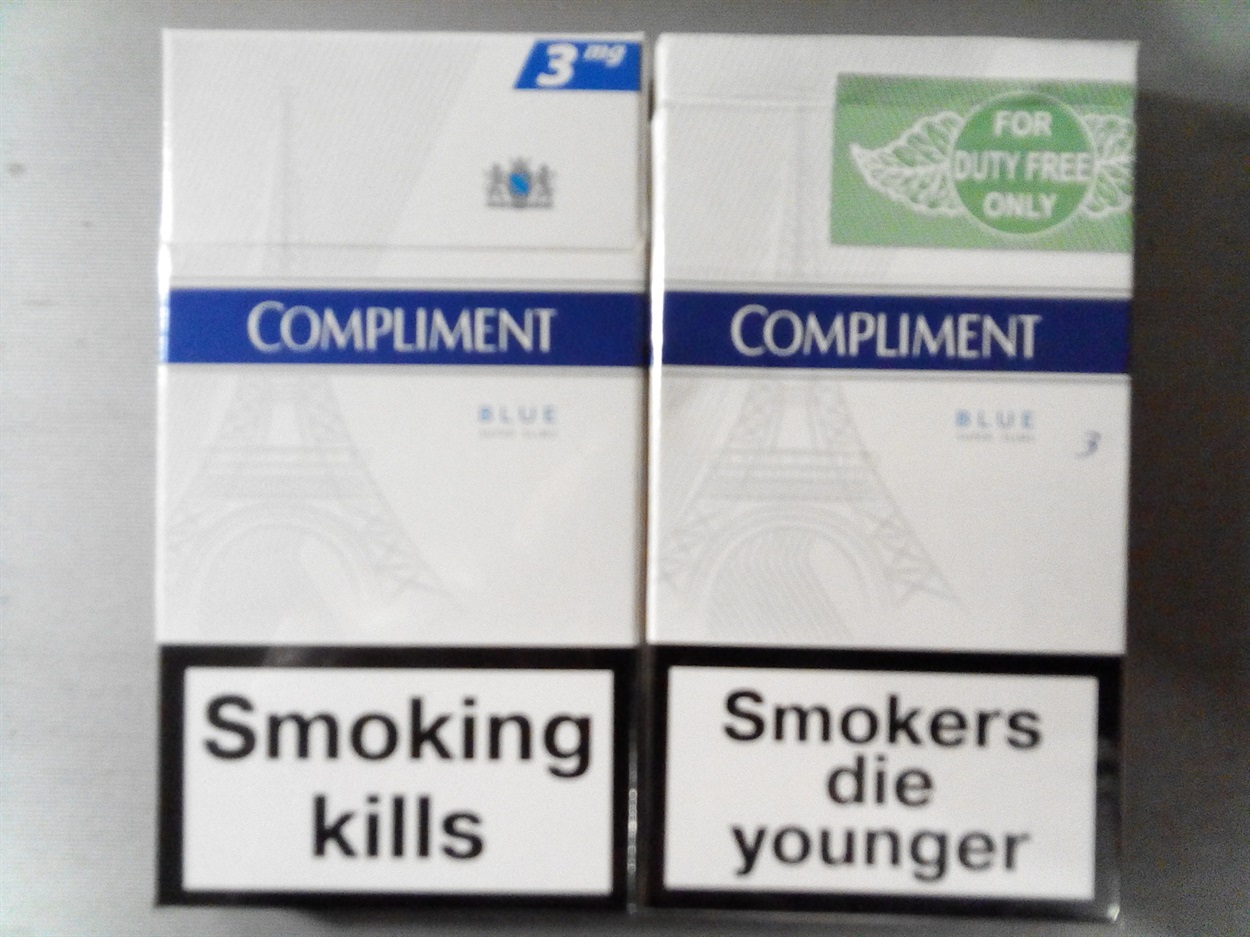 3 mg
COMPLIMENT
BLUE
Smoking
kills
FOR
DUTY FREE
ONLY
COMPLIMENT
BLUE
3
Smokers
die
younger